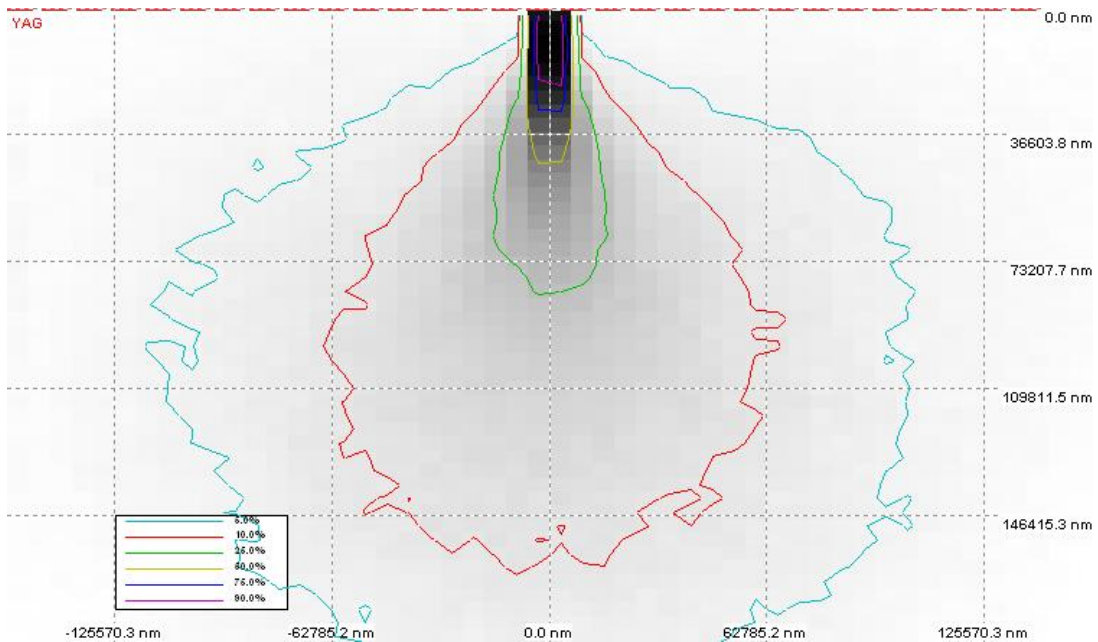 YAG
0.0 nm
36603.8 nm
73207.7 nm
109811.5 nm
146415.3 nm
5.0%
10.0%
25.0%
50.0%
75.0%
90.0%
-125570.3 nm
-62785.2 nm
0.0 nm
62785.2 nm
125570.3 nm